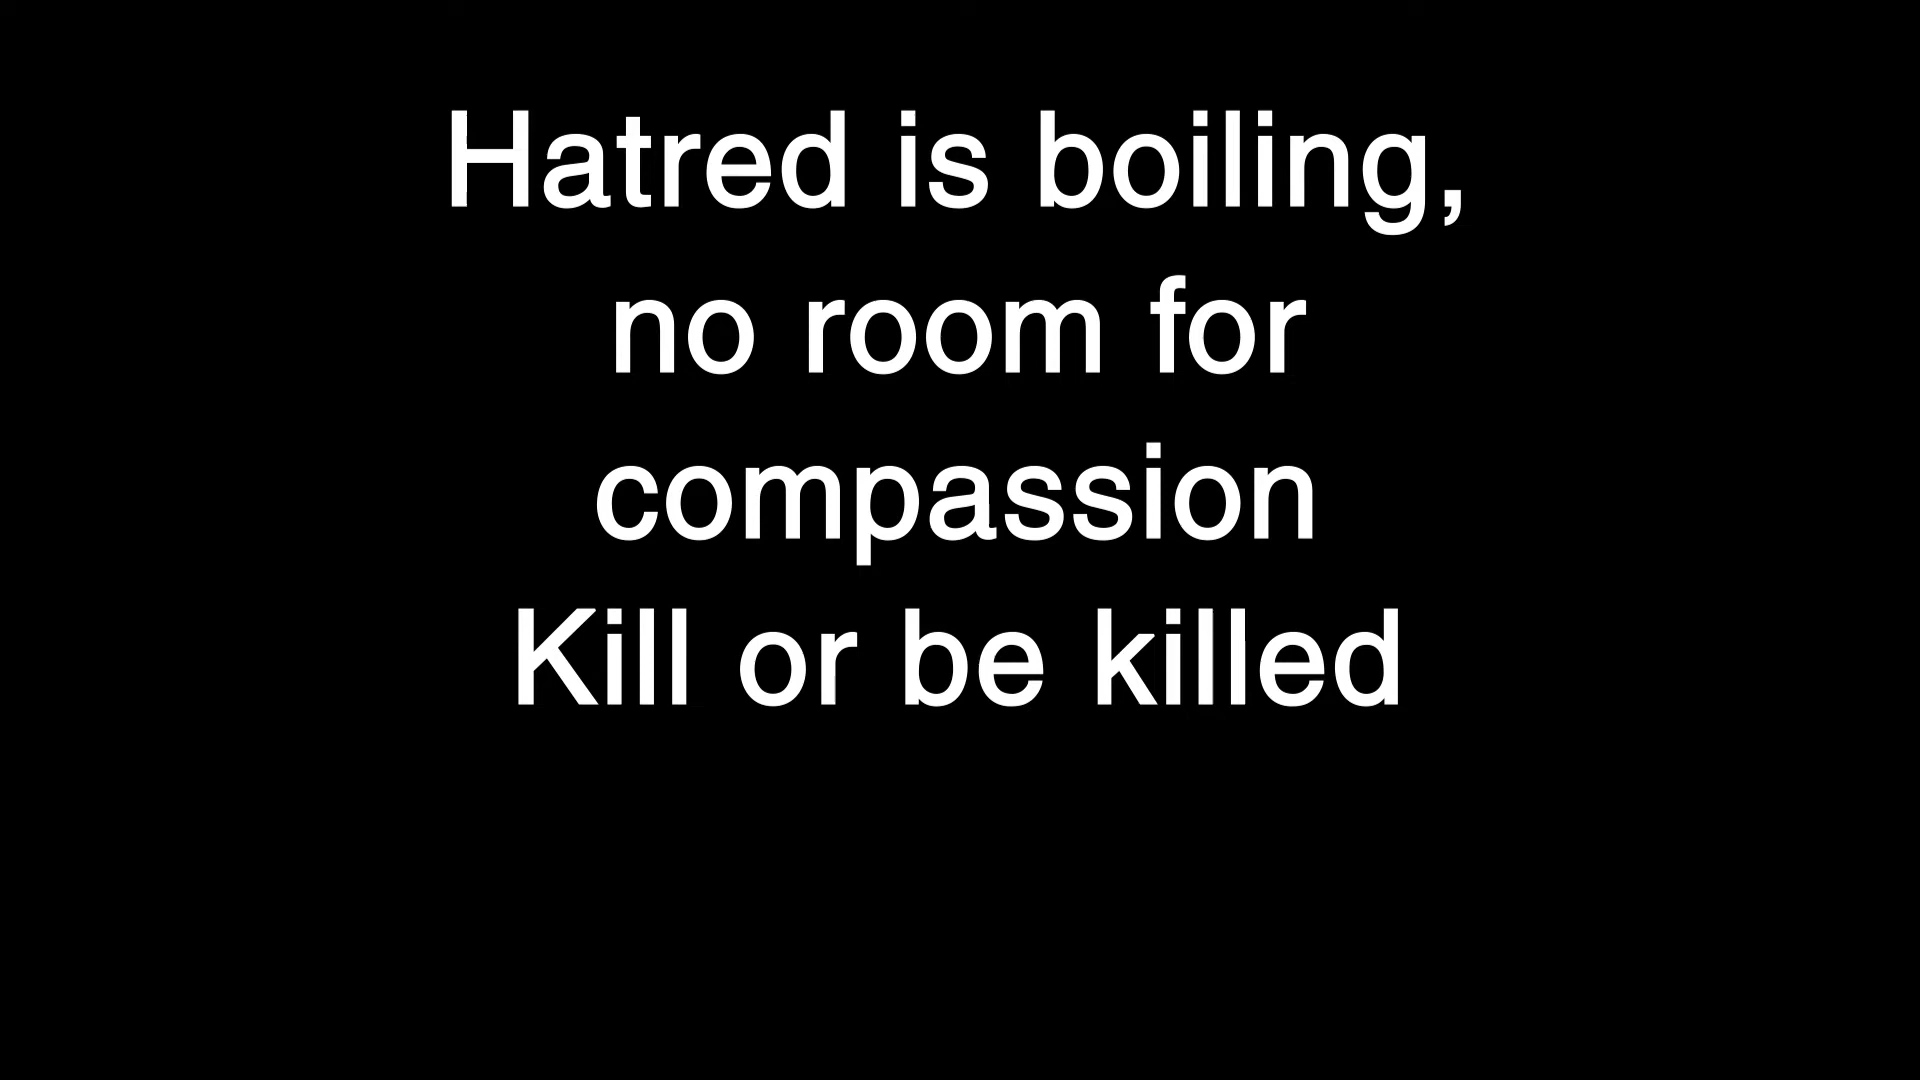 Hatred is boiling,
no room for
compassion
Kill or be killed